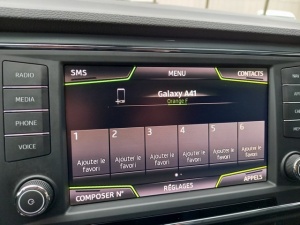 RADIO
MEDIA
PHONE
VOICE
SMS
MENU
CONTACTS
Galaxy A41
Orange F
1
2
3
4
5
6
Ajouter le
favori
Ajouter le
favori
Ajouter le
favori
Ajouter le
favori
Ajouter le
favori
Ajouter le
favori
COMPOSER N°
RÉGLAGES
APPELS